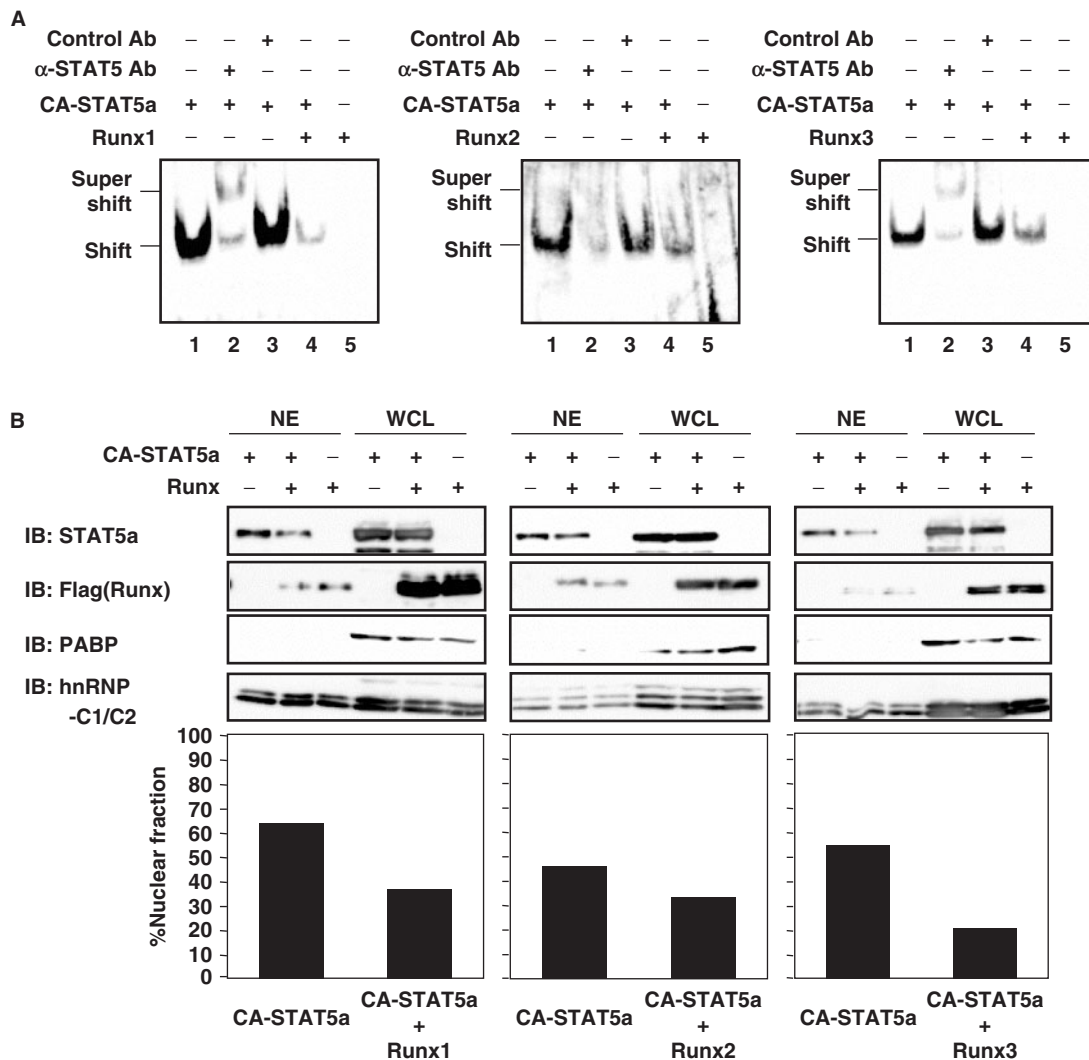 A
Control Ab – – + – –
α-STAT5 Ab – + – – –
CA-STAT5a + + + + –
Runx1 – – – + +
Super shift
Shift
1 2 3 4 5
Control Ab – – + – –
α-STAT5 Ab – + – – –
CA-STAT5a + + + + –
Runx2 – – – + +
Super shift
Shift
1 2 3 4 5
Control Ab – – + – –
α-STAT5 Ab – + – – –
CA-STAT5a + + + + –
Runx3 – – – + +
Super shift
Shift
1 2 3 4 5
B
NE WCL NE WCL NE WCL
CA-STAT5a + + – + + – + + – + + – + + – + + –
Runx – + + – + + – + + – + + – + + – + +
IB: STAT5a
IB: Flag(Runx)
IB: PABP
IB: hnRNP
-C1/C2
%Nuclear fraction
100
90
80
70
60
50
40
30
20
10
0
CA-STAT5a
CA-STAT5a
+
Runx1
CA-STAT5a
CA-STAT5a
+
Runx2
CA-STAT5a
CA-STAT5a
+
Runx3